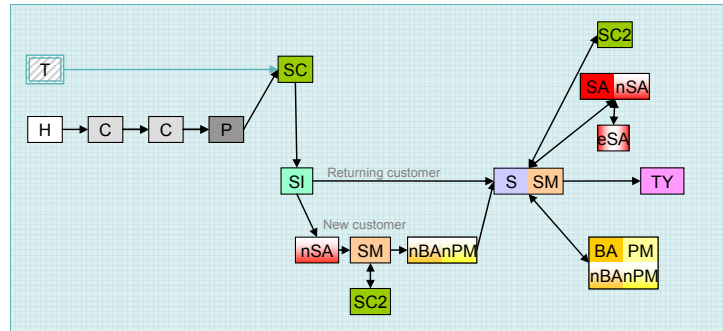 SC2
T
SC
SA nSA
H
C
C
P
eSA
SI
Returning customer
S SM
TY
New customer
nSA
SM
nBAnPM
BA PM
nBAnPM
SC2